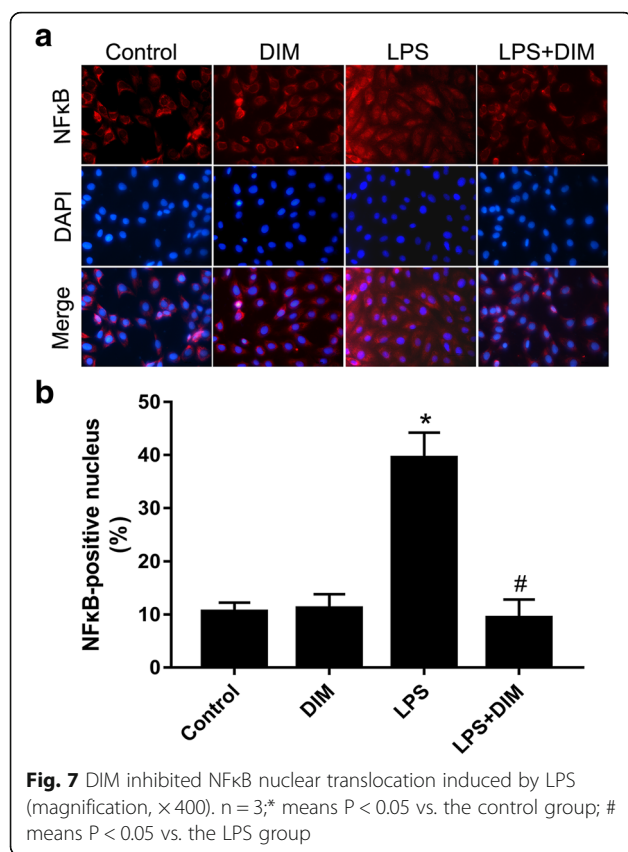 a
Control DIM LPS LPS+DIM
NFκB
DAPI
Merge
b
NFκB-positive nucleus
(%)
50
40
30
20
10
0
*
#
Control
DIM
LPS
LPS+DIM
Fig. 7 DIM inhibited NFκB nuclear translocation induced by LPS
(magnification, × 400). n = 3;* means P < 0.05 vs. the control group; #
means P < 0.05 vs. the LPS group